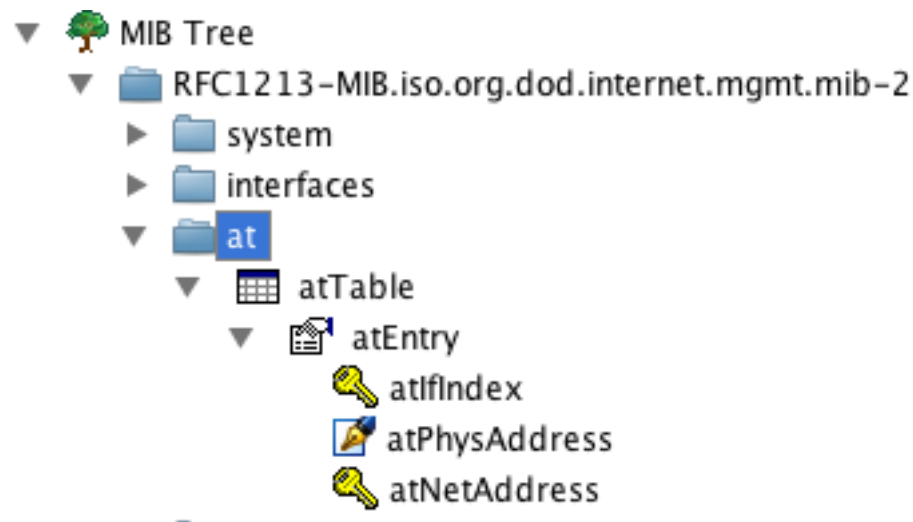 MIB Tree
RFC1213-MIB.iso.org.dod.internet.mgmt.mib-2
system
interfaces
at
atTable
atEntry
atIfIndex
atPhysAddress
atNetAddress